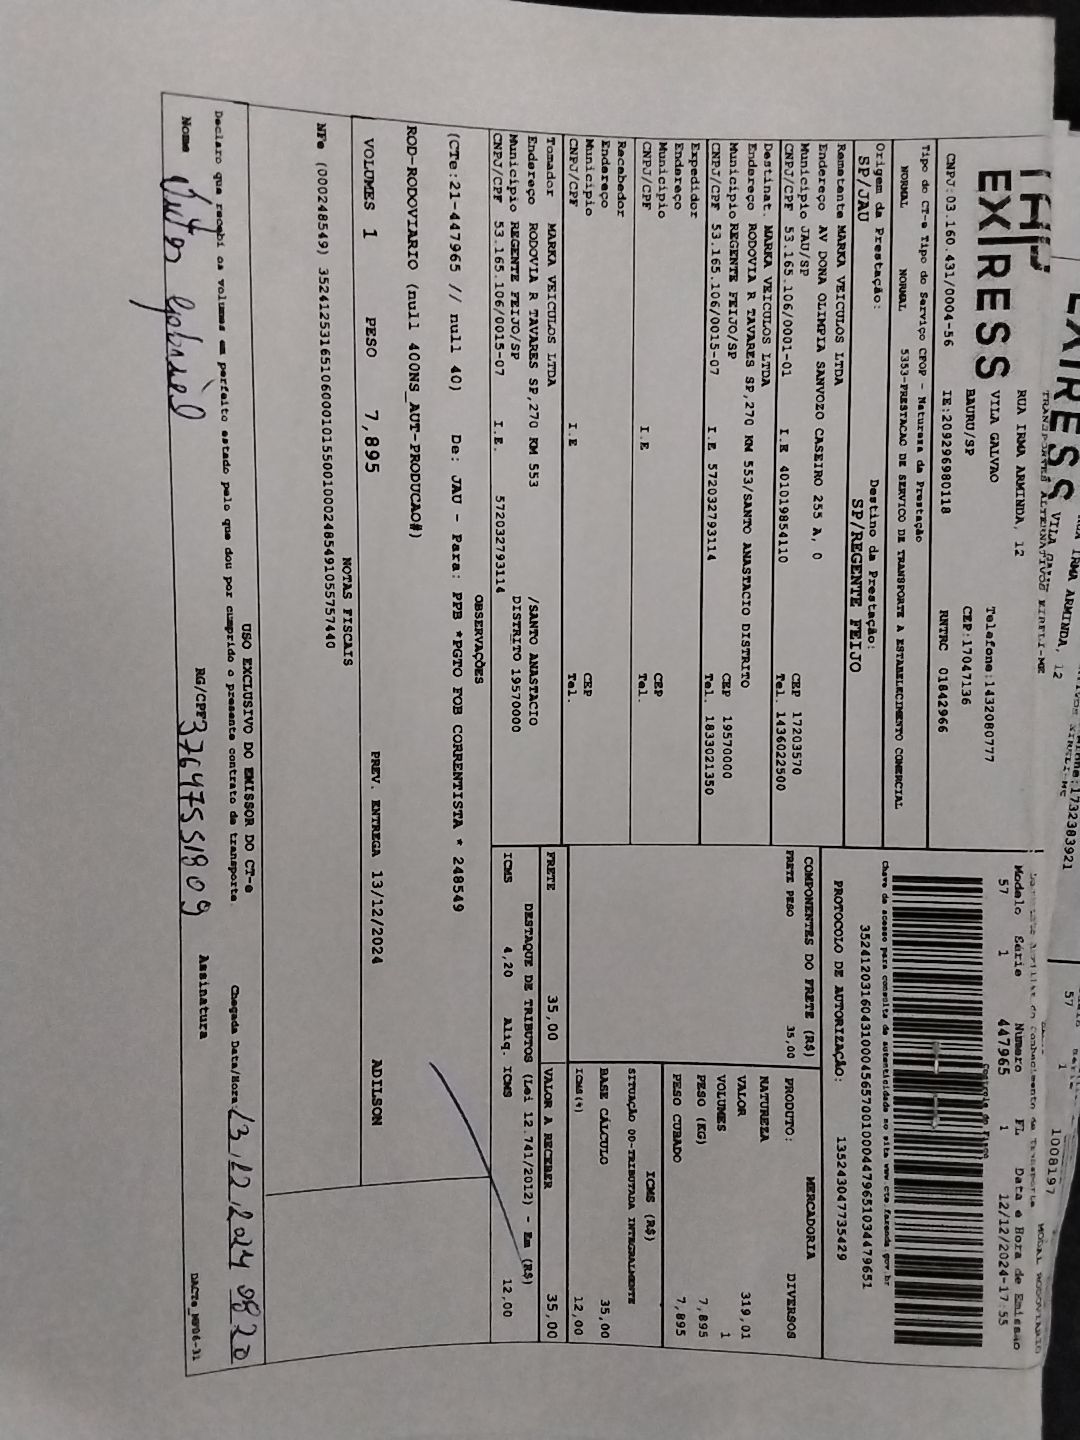 EXPRESS
RUA IRMA ARMINDA, 12
VILA GALVAO
BAURU/SP
Telefone:1432080777
CEP:17047136
CNPJ:03.160.431/0004-56 IE:209296980118 RNTRC 01842966
Modelo Série Numero FL Data e Hora de Emissão
57 1 447965 1 12/12/2024-17:55
Controle do Fisco
Chave de acesso para consulta de autenticidade no site www.cte.fazenda.gov.br
35241203160431000456570010004479651034479651
PROTOCOLO DE AUTORIZAÇÃO: 135243047735429
Tipo do CT-e Tipo do Serviço CFOP - Natureza da Prestação
NORMAL NORMAL 5353-PRESTACAO DE SERVICO DE TRANSPORTE A ESTABELECIMENTO COMERCIAL
Origem da Prestação: Destino da Prestação:
SP/JAU SP/REGENTE FEIJO
Remetente MARKA VEICULOS LTDA
Endereço AV DONA OLIMPIA SANVOZO CASEIRO 255 A, 0
Município JAU/SP CEP 17203570
CNPJ/CPF 53.165.106/0001-01 I.E 401019854110 Tel. 1436022500
Destinat. MARKA VEICULOS LTDA
Endereço RODOVIA R TAVARES SP,270 KM 553/SANTO ANASTACIO DISTRITO
Município REGENTE FEIJO/SP CEP 19570000
CNPJ/CPF 53.165.106/0015-07 I.E 572032793114 Tel. 1833021350
Expedidor
Endereço
Município CEP
CNPJ/CPF I.E Tel.
Recebedor
Endereço
Município CEP
CNPJ/CPF I.E Tel.
Tomador MARKA VEICULOS LTDA
Endereço RODOVIA R TAVARES SP,270 KM 553 /SANTO ANASTACIO
Município REGENTE FEIJO/SP DISTRITO 19570000
CNPJ/CPF 53.165.106/0015-07 I.E. 572032793114
PRODUTO: MERCADORIA
NATUREZA DIVERSOS
VALOR 319,01
VOLUMES 1
PESO (KG) 7,895
PESO CUBADO 7,895
COMPONENTES DO FRETE (R$)
FRETE PESO 35,00
ICMS (R$)
SITUAÇÃO 00-TRIBUTADA INTEGRALMENTE
BASE CÁLCULO 35,00
ICMS(%) 12,00
FRETE 35,00 VALOR A RECEBER 35,00
DESTAQUE DE TRIBUTOS (Lei 12.741/2012) - Em (R$)
ICMS 4,20 Aliq. ICMS 12,00
OBSERVAÇÕES
(CTe:21-447965 // null 40) De: JAU - Para: PPB *PGTO FOB CORRENTISTA * 248549
ROD-RODOVIARIO (null 400NS_AUT-PRODUCAO#)
VOLUMES 1 PESO 7,895 PREV. ENTREGA 13/12/2024 ADILSON
NOTAS FISCAIS
NFe (000248549) 35241253165106000101550010002485491055757440
USO EXCLUSIVO DO EMISSOR DO CT-e
Declaro que recebi os volumes em perfeito estado pelo que dou por cumprido o presente contrato de transporte.
Chegada Data/Hora 13.12.2024 0820
Nome Vitor Gabriel RG/CPF 37647551809 Assinatura
DACTe_NF06-31